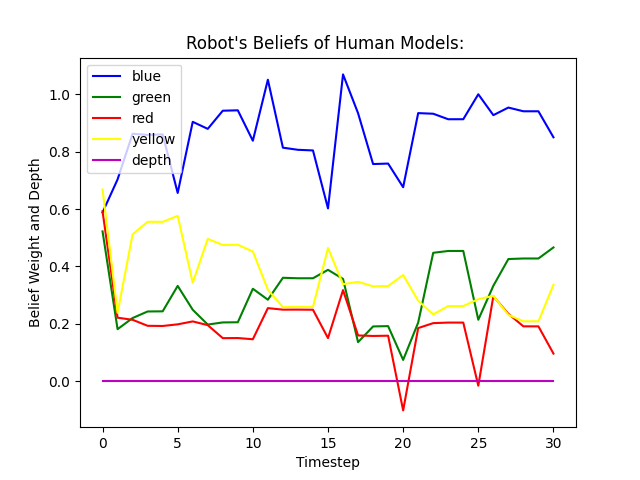 Robot's Beliefs of Human Models:
blue
green
red
yellow
depth
1.0
0.8
0.6
0.4
0.2
0.0
Belief Weight and Depth
0 5 10 15 20 25 30
Timestep